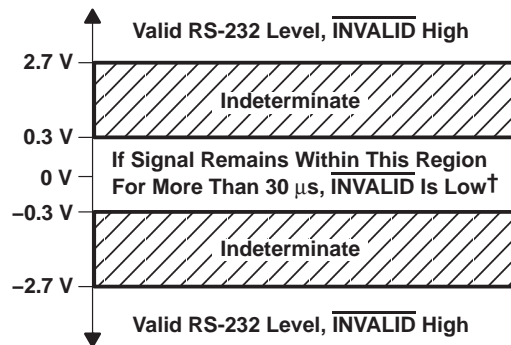 Valid RS-232 Level, INVALID High
2.7 V
Indeterminate
0.3 V
If Signal Remains Within This Region
0 V
For More Than 30 μs, INVALID Is Low†
−0.3 V
Indeterminate
−2.7 V
Valid RS-232 Level, INVALID High